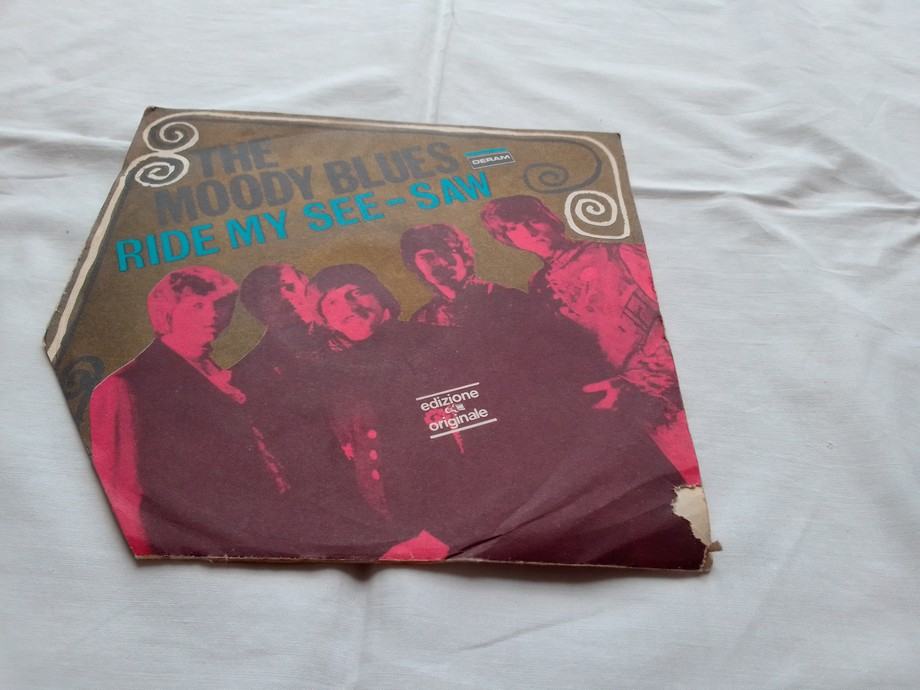 THE
MOODY BLUES
DERAM
RIDE MY SEE-SAW
edizione
originale